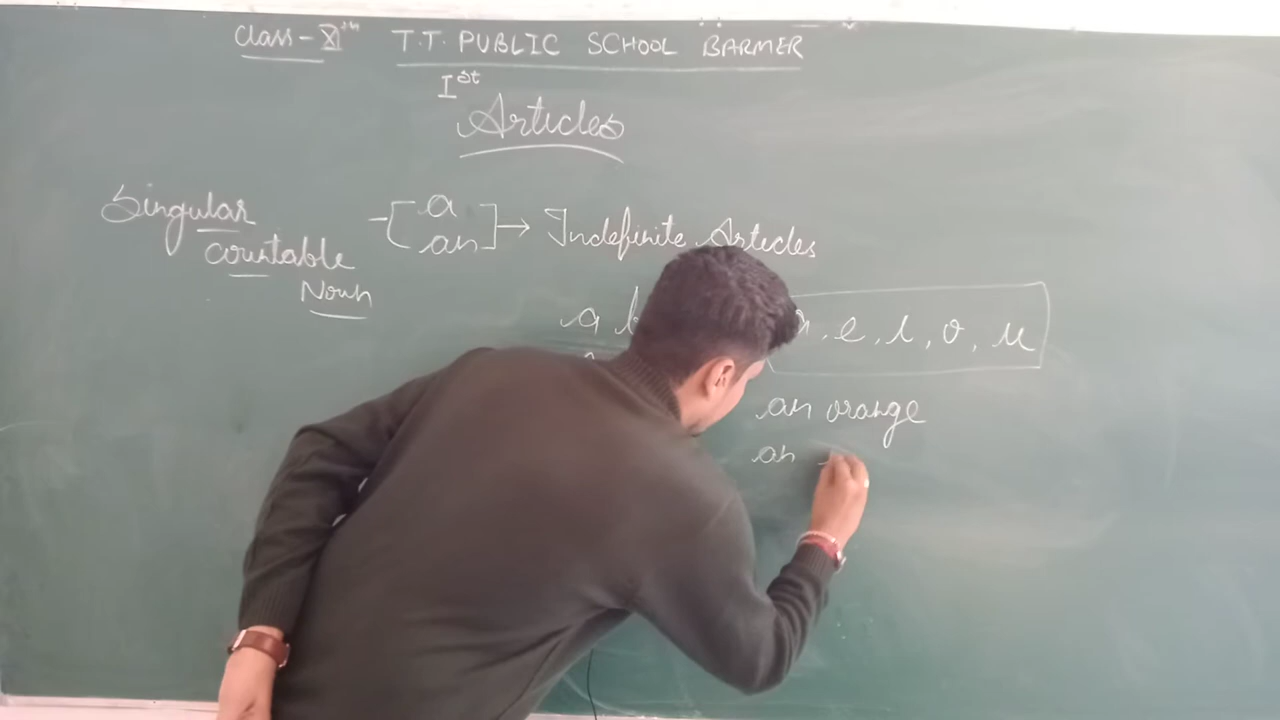 Class - XIth T.T. PUBLIC SCHOOL BARMER
Ist
Articles
Singular
countable
Noun
a
an
→ Indefinite Articles
a
, e, i, o, u
an orange
an